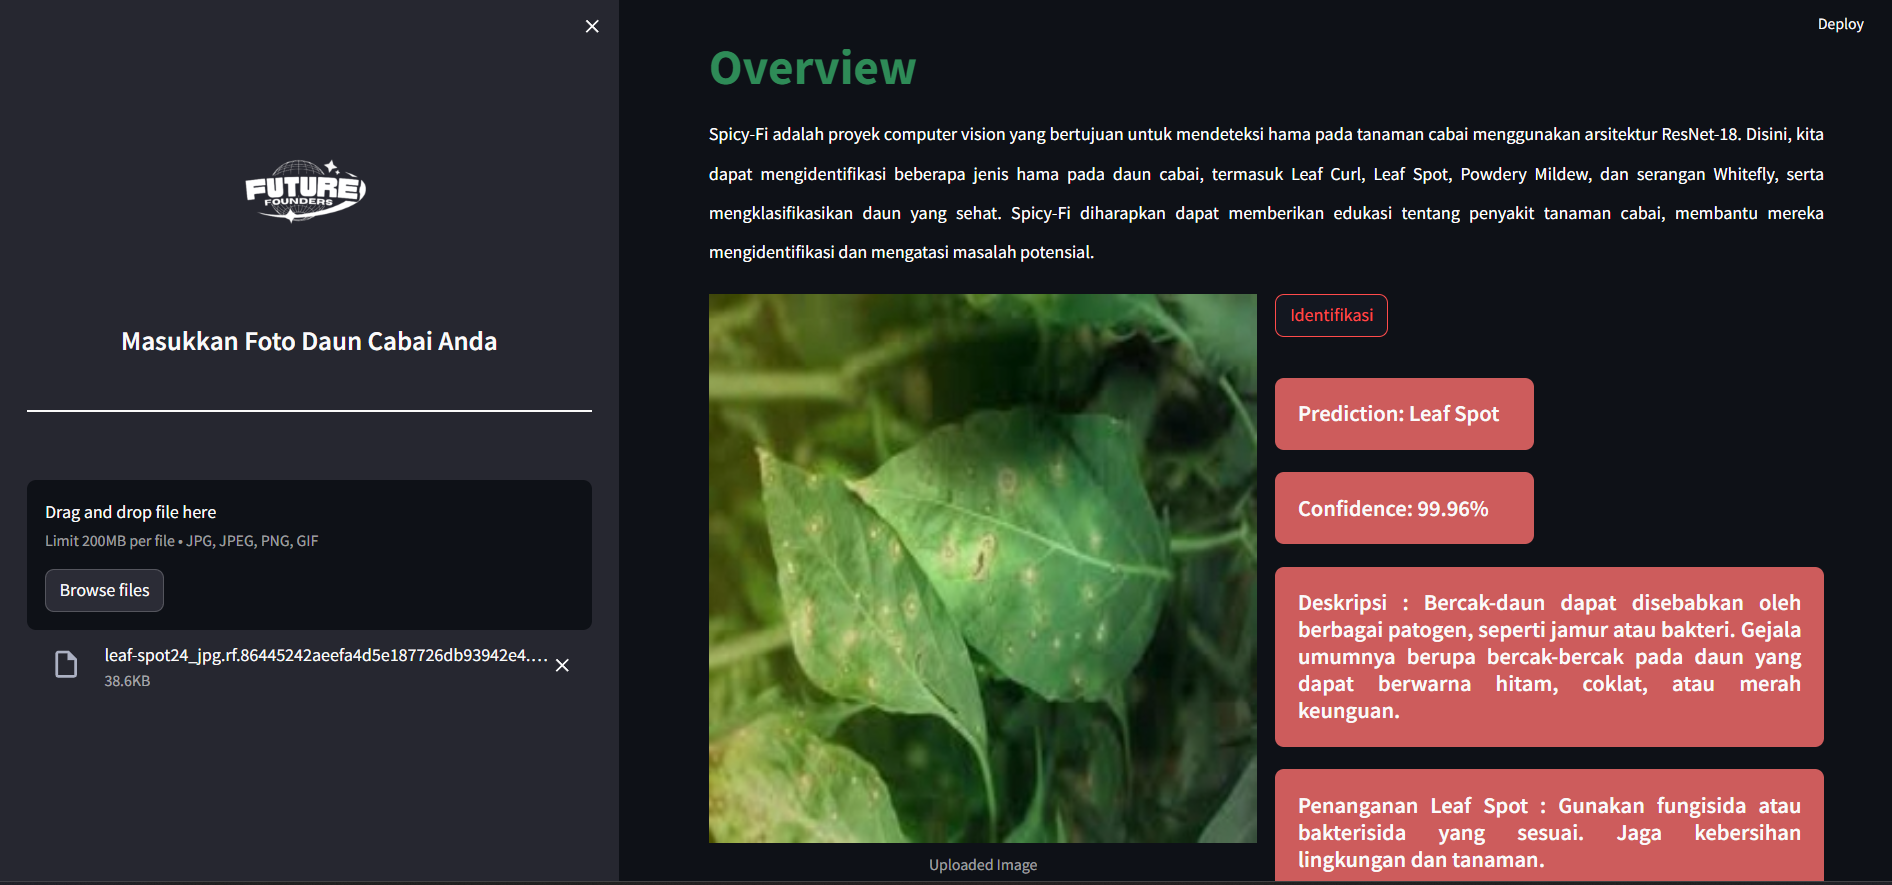 FUTURE
FOUNDERS
Masukkan Foto Daun Cabai Anda
Drag and drop file here
Limit 200MB per file • JPG, JPEG, PNG, GIF
Browse files
leaf-spot24_jpg.rf.86445242aeefa4d5e187726db93942e4....
38.6KB
Deploy
Overview
Spicy-Fi adalah proyek computer vision yang bertujuan untuk mendeteksi hama pada tanaman cabai menggunakan arsitektur ResNet-18. Disini, kita
dapat mengidentifikasi beberapa jenis hama pada daun cabai, termasuk Leaf Curl, Leaf Spot, Powdery Mildew, dan serangan Whitefly, serta
mengklasifikasikan daun yang sehat. Spicy-Fi diharapkan dapat memberikan edukasi tentang penyakit tanaman cabai, membantu mereka
mengidentifikasi dan mengatasi masalah potensial.
Uploaded Image
Identifikasi
Prediction: Leaf Spot
Confidence: 99.96%
Deskripsi : Bercak-daun dapat disebabkan oleh
berbagai patogen, seperti jamur atau bakteri. Gejala
umumnya berupa bercak-bercak pada daun yang
dapat berwarna hitam, coklat, atau merah
keunguan.
Penanganan Leaf Spot : Gunakan fungisida atau
bakterisida yang sesuai. Jaga kebersihan
lingkungan dan tanaman.